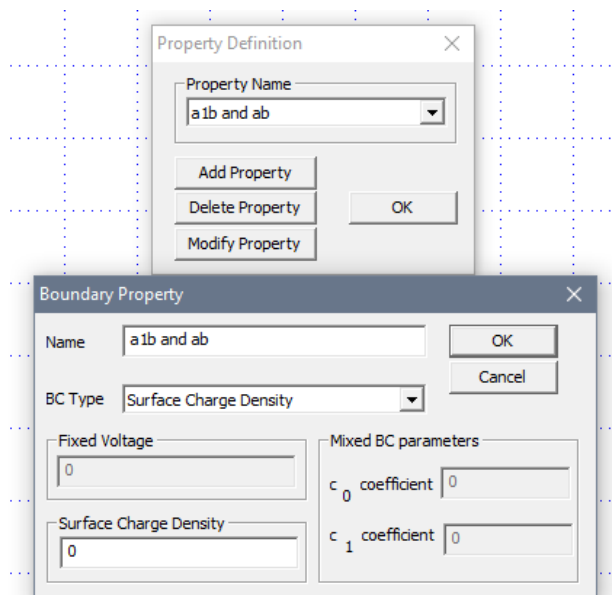 Property Definition
Property Name
a1b and ab
Add Property
Delete Property
OK
Modify Property
Boundary Property
Name
a1b and ab
OK
Cancel
BC Type
Surface Charge Density
Fixed Voltage
0
Mixed BC parameters
c 0 coefficient
0
Surface Charge Density
0
c 1 coefficient
0